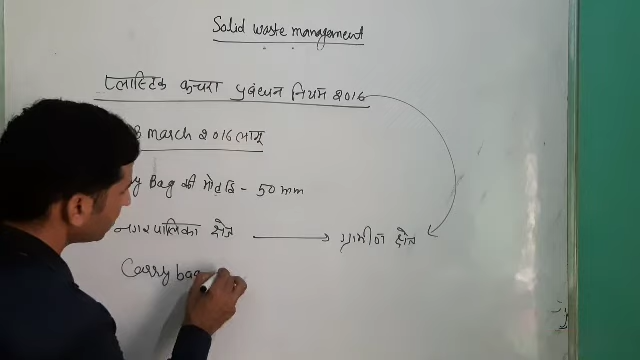 Solid waste management
प्लास्टिक कचरा प्रबंधन नियम 2016
march 2016 लागू
Bag की मोटाई - 50 mm
नगरपालिका क्षेत्र → ग्रामीण क्षेत्र
Carry bag